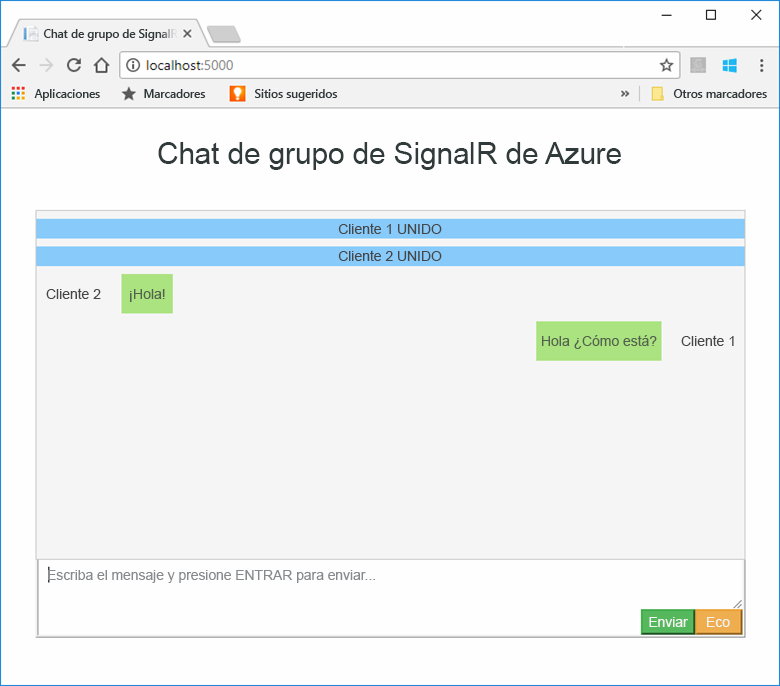 Chat de grupo de SignalR
localhost:5000
Aplicaciones Marcadores Sitios sugeridos » Otros marcadores
Chat de grupo de SignalR de Azure
Cliente 1 UNIDO
Cliente 2 UNIDO
Cliente 2 ¡Hola!
Hola ¿Cómo está? Cliente 1
Escriba el mensaje y presione ENTRAR para enviar...
Enviar Eco